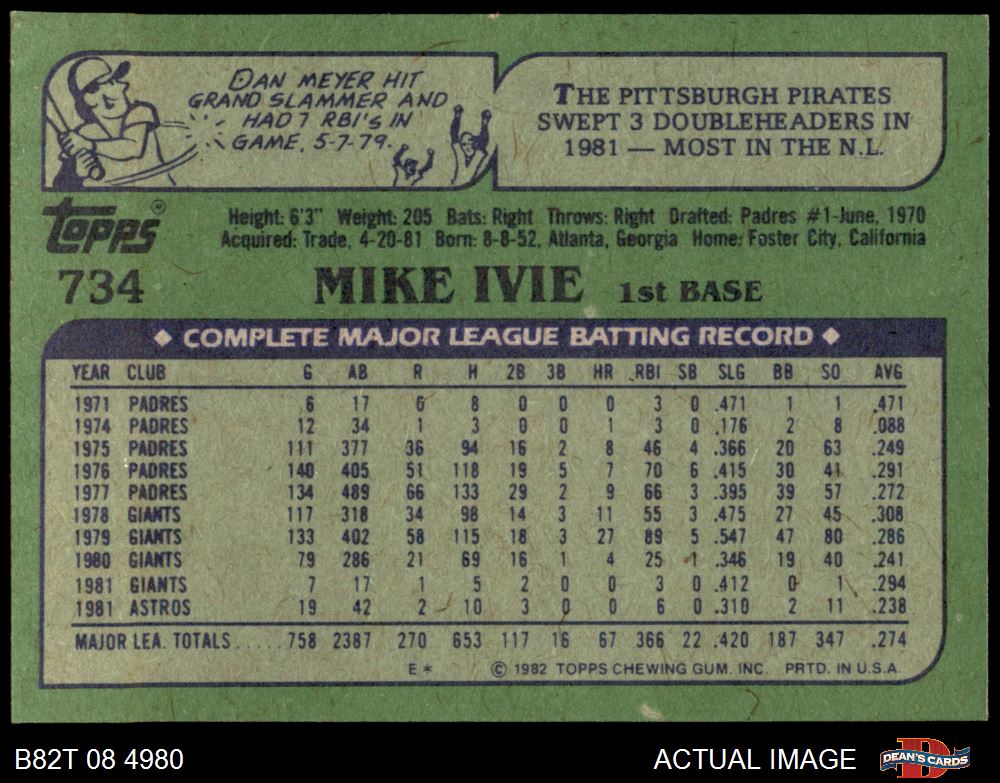 DAN MEYER HIT
GRAND SLAMMER AND
HAD 7 RBI'S IN
GAME, 5-7-79.
THE PITTSBURGH PIRATES
SWEPT 3 DOUBLEHEADERS IN
1981 — MOST IN THE N.L.
topps®
Height: 6'3" Weight: 205 Bats: Right Throws: Right Drafted: Padres #1-June, 1970
Acquired: Trade, 4-20-81 Born: 8-8-52, Atlanta, Georgia Home: Foster City, California
734 MIKE IVIE 1st BASE
◆ COMPLETE MAJOR LEAGUE BATTING RECORD ◆
YEAR CLUB G AB R H 2B 3B HR RBI SB SLG BB SO AVG
1971 PADRES 6 17 0 8 0 0 0 3 0 .471 1 1 .471
1974 PADRES 12 34 1 3 0 0 1 3 0 .176 2 8 .088
1975 PADRES 111 377 36 94 16 2 8 46 4 .366 20 63 .249
1976 PADRES 140 405 51 118 19 5 7 70 6 .415 30 41 .291
1977 PADRES 134 489 66 133 29 2 9 66 3 .395 39 57 .272
1978 GIANTS 117 318 34 98 14 3 11 55 3 .475 27 45 .308
1979 GIANTS 133 402 58 115 18 3 27 89 5 .547 47 80 .286
1980 GIANTS 79 286 21 69 16 1 4 25 1 .346 19 40 .241
1981 GIANTS 7 17 1 5 2 0 0 3 0 .412 0 1 .294
1981 ASTROS 19 42 2 10 3 0 0 6 0 .310 2 11 .238
MAJOR LEA. TOTALS ..... 758 2387 270 653 117 16 67 366 22 .420 187 347 .274
E* © 1982 TOPPS CHEWING GUM. INC. PRTD. IN U.S.A.
B82T 08 4980 ACTUAL IMAGE DEAN'S CARDS